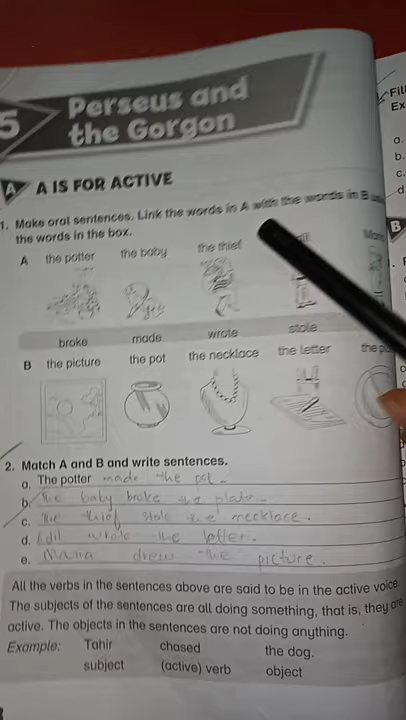 5
Perseus and
the Gorgon
A A IS FOR ACTIVE
1. Make oral sentences. Link the words in A with the words in B
the words in the box.
A the potter the baby the thief
broke made wrote stole
B the picture the pot the necklace the letter the
2. Match A and B and write sentences.
a. The potter made the pot.
b. The baby broke the plate.
c. The thief stole the necklace.
d. Adil wrote the letter.
e. Maria drew the picture.
All the verbs in the sentences above are said to be in the active voice.
The subjects of the sentences are all doing something, that is, they are
active. The objects in the sentences are not doing anything.
Example: Tahir chased the dog.
subject (active) verb object
Fill
Ex
a.
b.
c.
d
B